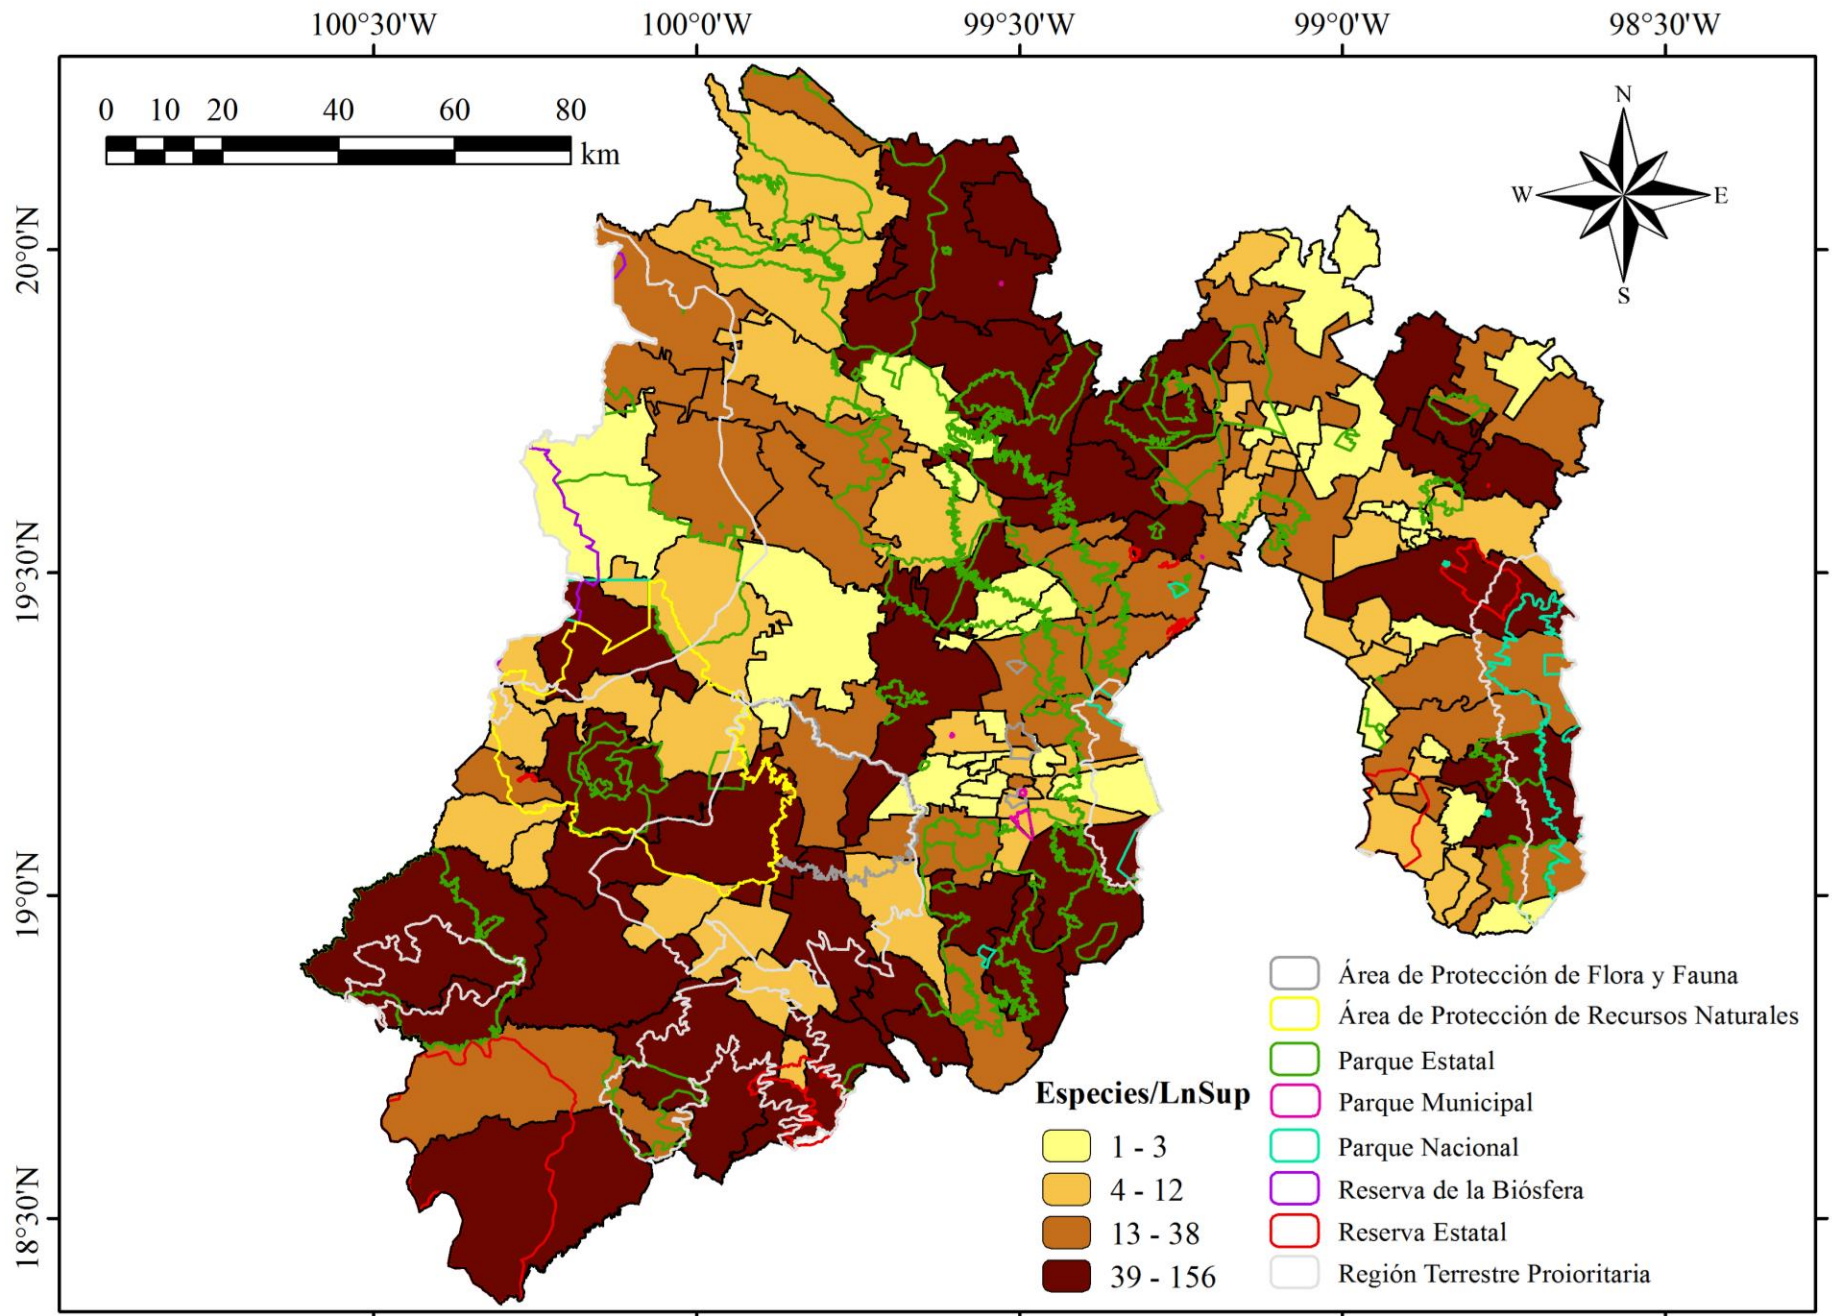 100°30'W 100°0'W 99°30'W 99°0'W 98°30'W
0 10 20 40 60 80
km
N
W E
S
20°0'N
19°30'N
19°0'N
18°30'N
Especies/LnSup
1 - 3
4 - 12
13 - 38
39 - 156
Área de Protección de Flora y Fauna
Área de Protección de Recursos Naturales
Parque Estatal
Parque Municipal
Parque Nacional
Reserva de la Biósfera
Reserva Estatal
Región Terrestre Proioritaria